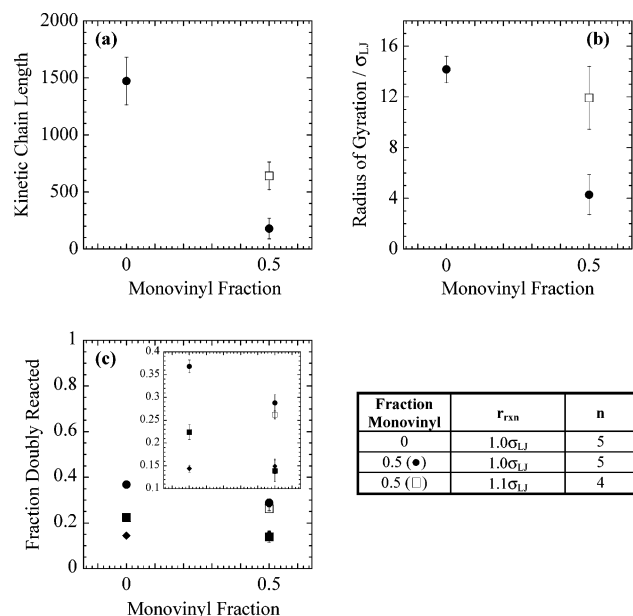 (a)
2000
1500
1000
500
0
Kinetic Chain Length
0
0.5
Monovinyl Fraction
(b)
16
12
8
4
0
Radius of Gyration / σLJ
0
0.5
Monovinyl Fraction
(c)
1
0.8
0.6
0.4
0.2
0
Fraction Doubly Reacted
0.4
0.35
0.3
0.25
0.2
0.15
0.1
0
0.5
Monovinyl Fraction
Fraction Monovinyl rrxn n
0 1.0σLJ 5
0.5 (●) 1.0σLJ 5
0.5 (□) 1.1σLJ 4